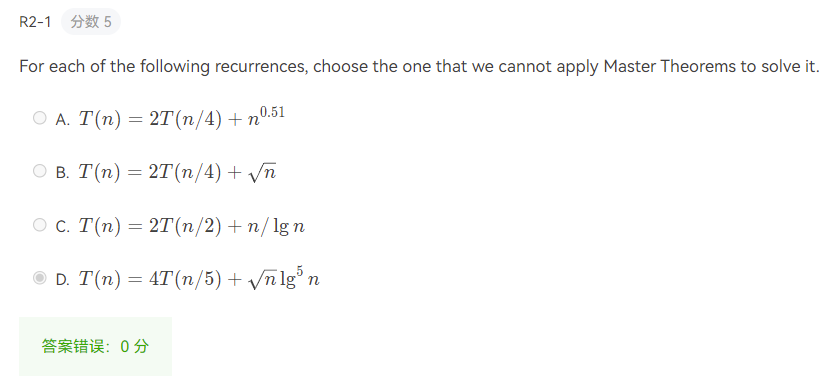 R2-1 分数 5
For each of the following recurrences, choose the one that we cannot apply Master Theorems to solve it.
A. T(n) = 2T(n/4) + n^0.51
B. T(n) = 2T(n/4) + √n
C. T(n) = 2T(n/2) + n/ lg n
D. T(n) = 4T(n/5) + √n lg^5 n
答案错误：0 分